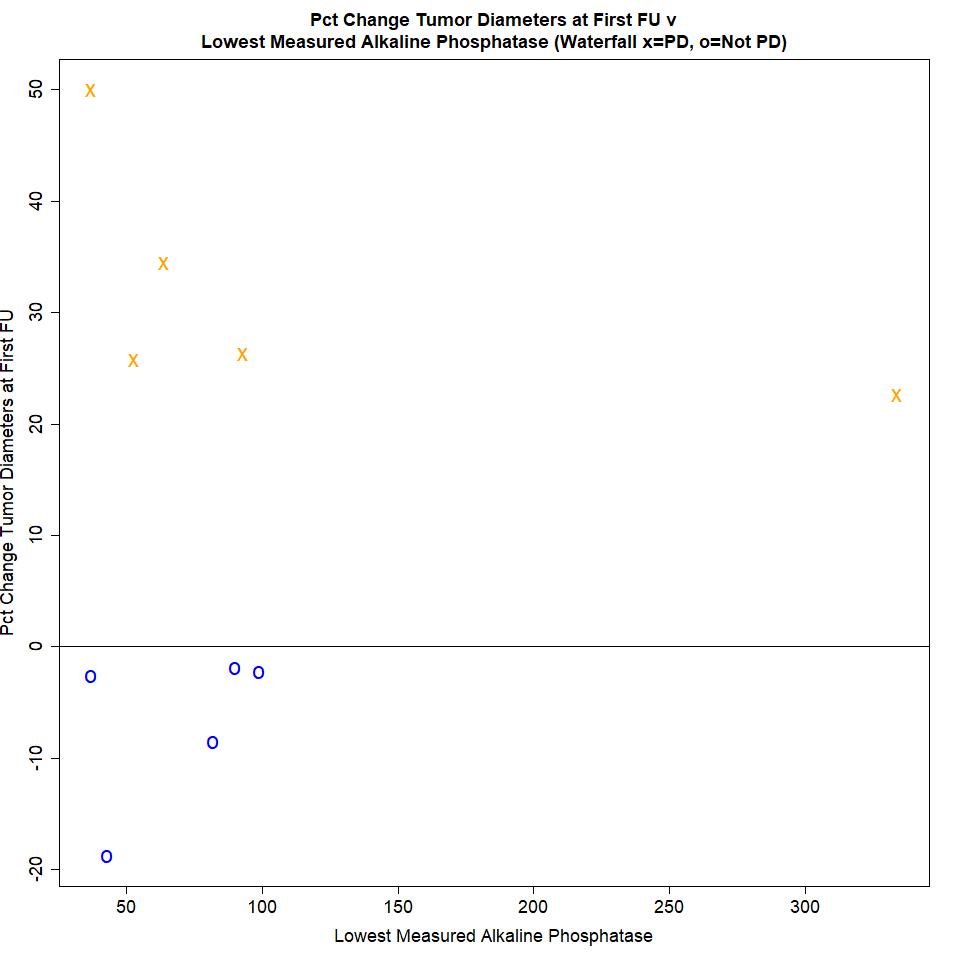 Pct Change Tumor Diameters at First FU v
Lowest Measured Alkaline Phosphatase (Waterfall x=PD, o=Not PD)
Pct Change Tumor Diameters at First FU
50
40
30
20
10
0
-10
-20
X
X
X
X
X
O
O
O
O
O
50 100 150 200 250 300
Lowest Measured Alkaline Phosphatase